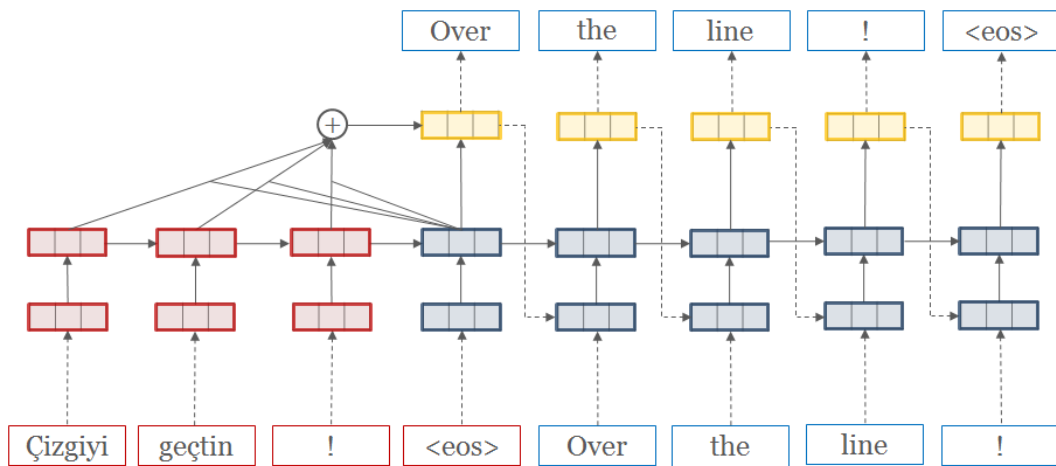 Over the line ! <eos>
+
Çizgiyi geçtin ! <eos> Over the line !